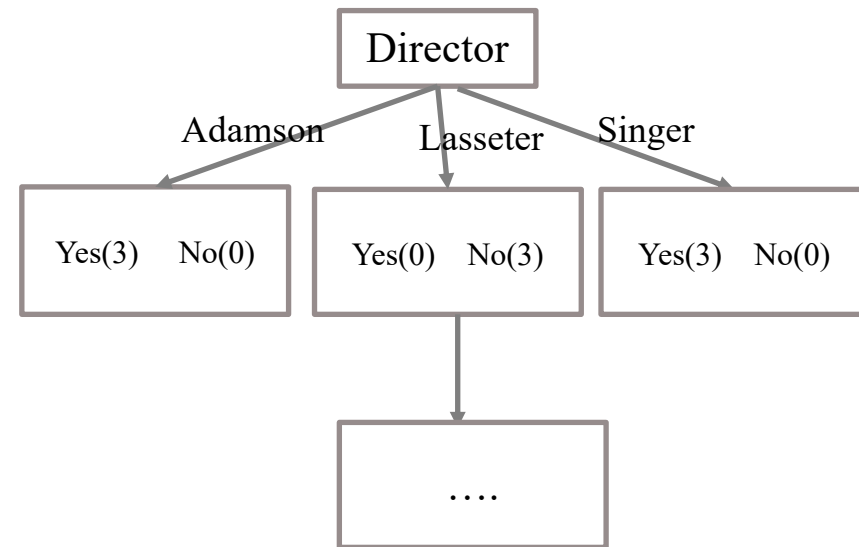 Director
Adamson
Lasseter
Singer
Yes(3) No(0)
Yes(0) No(3)
Yes(3) No(0)
....